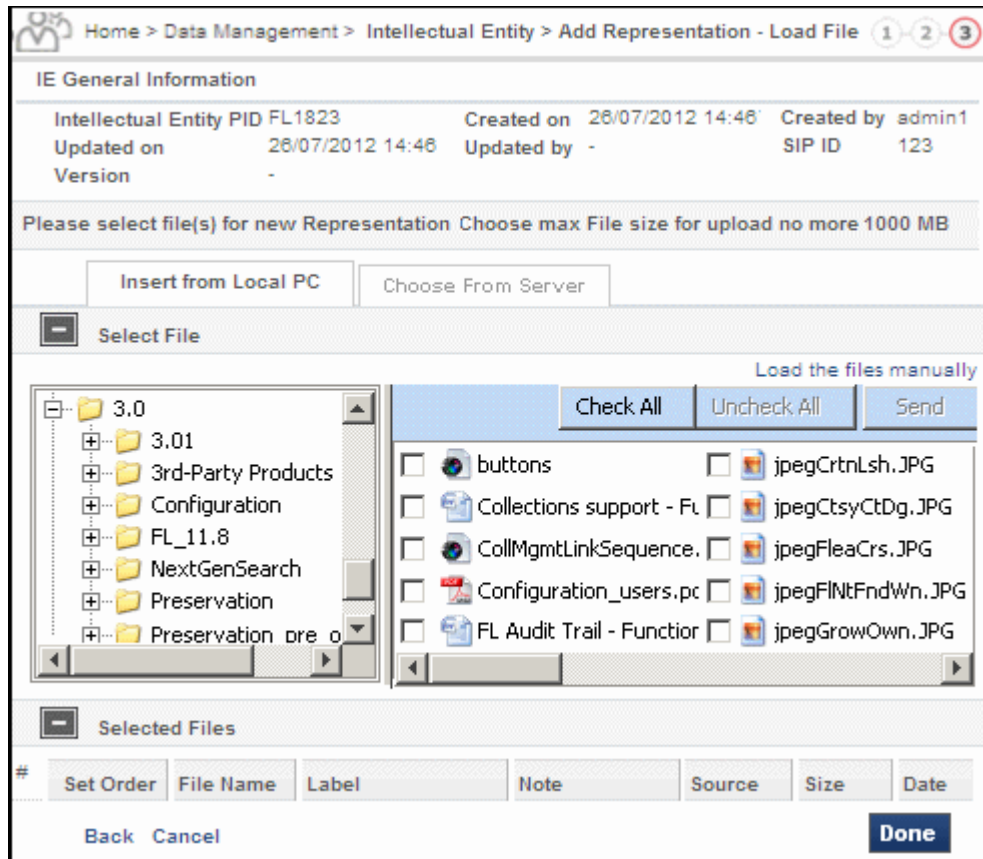 Home > Data Management > Intellectual Entity > Add Representation - Load File 1 2 3
IE General Information
Intellectual Entity PID FL1823 Created on 26/07/2012 14:46 Created by admin1
Updated on 26/07/2012 14:46 Updated by - SIP ID 123
Version -
Please select file(s) for new Representation Choose max File size for upload no more 1000 MB
Insert from Local PC Choose From Server
Select File
Load the files manually
Check All Uncheck All Send
3.0
3.01
3rd-Party Products
Configuration
FL_11.8
NextGenSearch
Preservation
Preservation_pre_o
buttons jpegCrtnLsh.JPG
Collections support - Fu jpegCtsyCtDg.JPG
CollMgmtLinkSequence. jpegFleaCrs.JPG
Configuration_users.pc jpegFlNtFndWn.JPG
FL Audit Trail - Function jpegGrowOwn.JPG
Selected Files
# Set Order File Name Label Note Source Size Date
Back Cancel Done